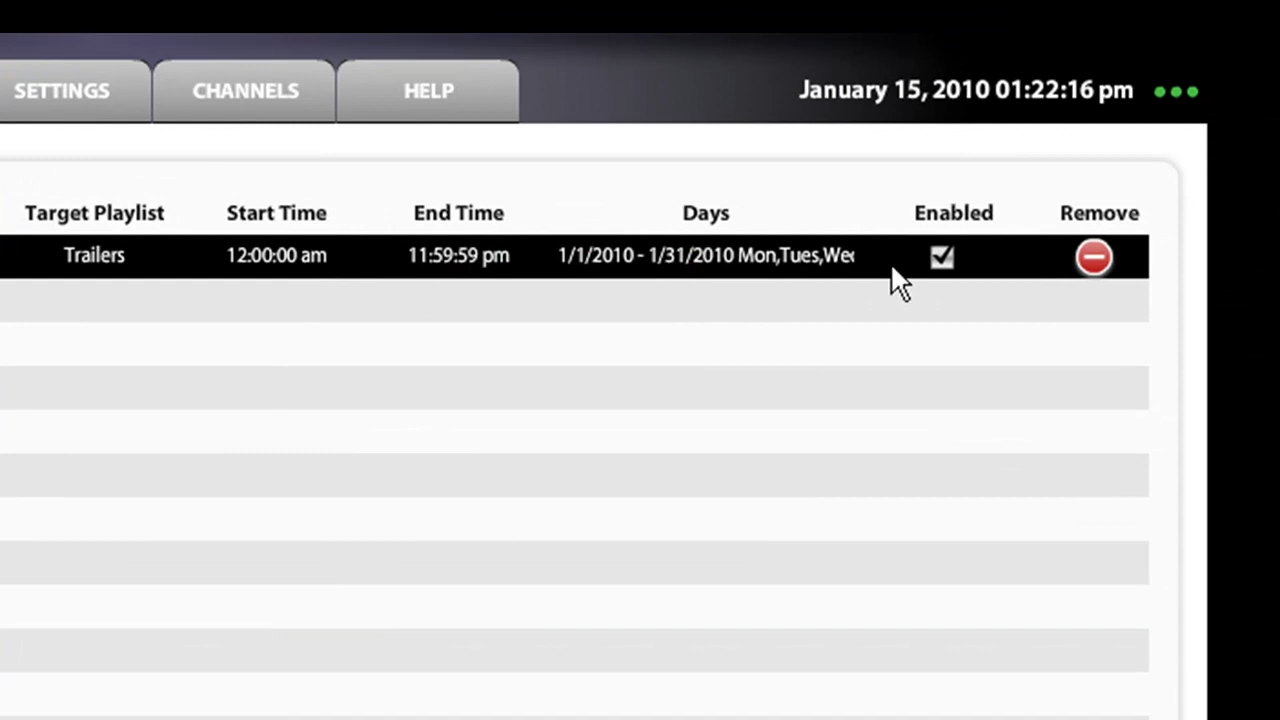 SETTINGS CHANNELS HELP January 15, 2010 01:22:16 pm
Target Playlist Start Time End Time Days Enabled Remove
Trailers 12:00:00 am 11:59:59 pm 1/1/2010 - 1/31/2010 Mon,Tues,Wed